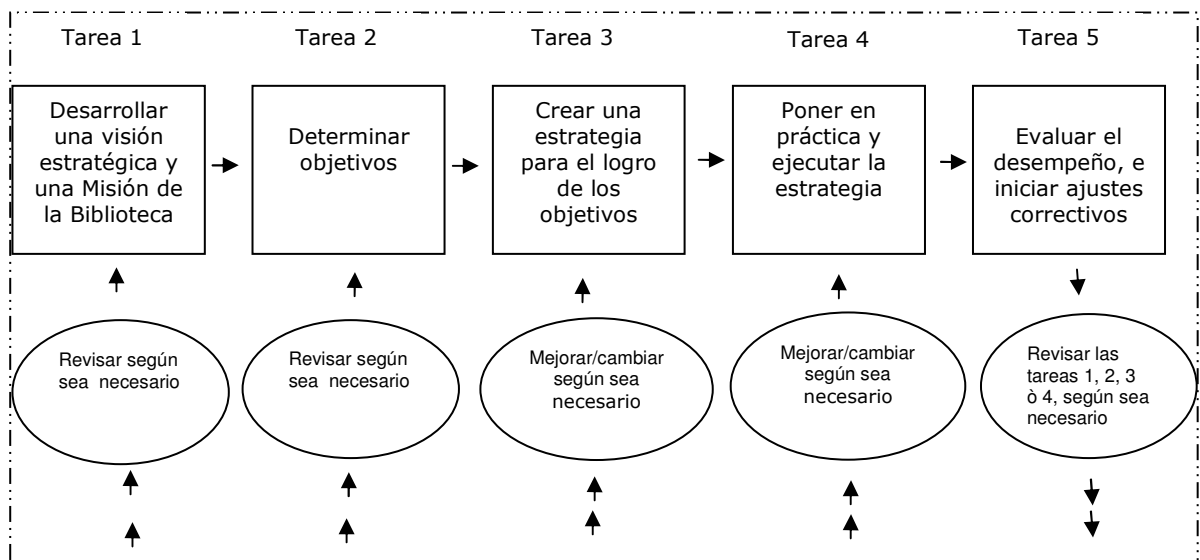 Tarea 1
Tarea 2
Tarea 3
Tarea 4
Tarea 5
Desarrollar
una visión
estratégica y
una Misión de
la Biblioteca
Determinar
objetivos
Crear una
estrategia
para el logro
de los
objetivos
Poner en
práctica y
ejecutar la
estrategia
Evaluar el
desempeño, e
iniciar ajustes
correctivos
Revisar según
sea necesario
Revisar según
sea necesario
Mejorar/cambiar
según sea
necesario
Mejorar/cambiar
según sea
necesario
Revisar las
tareas 1, 2, 3
ò 4, según sea
necesario